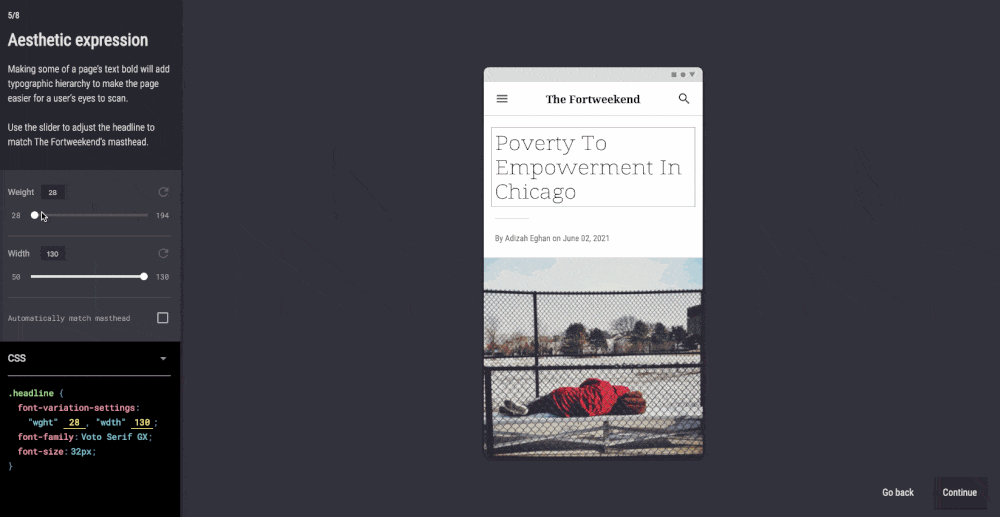 5/8
Aesthetic expression
Making some of a page's text bold will add
typographic hierarchy to make the page
easier for a user's eyes to scan.
Use the slider to adjust the headline to
match The Fortweekend's masthead.
Weight 28
28 194
Width 130
50 130
Automatically match masthead
CSS
.headline {
font-variation-settings:
"wght" 28 , "wdth" 130 ;
font-family: Voto Serif GX;
font-size: 32px;
}
The Fortweekend
Poverty To
Empowerment In
Chicago
By Adizah Eghan on June 02, 2021
Go back
Continue